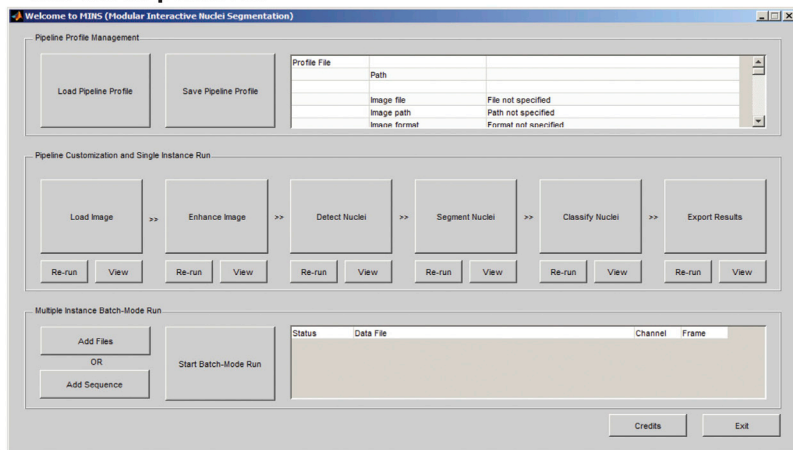 Welcome to MINS (Modular Interactive Nuclei Segmentation)
Pipeline Profile Management
Load Pipeline Profile
Save Pipeline Profile
Profile File
Path
Image file File not specified
Image path Path not specified
Image format Format not specified
Pipeline Customization and Single Instance Run
Load Image >> Enhance Image >> Detect Nuclei >> Segment Nuclei >> Classify Nuclei >> Export Results
Re-run View Re-run View Re-run View Re-run View Re-run View Re-run View
Multiple Instance Batch-Mode Run
Add Files
OR
Add Sequence
Start Batch-Mode Run
Status Data File Channel Frame
Credits Exit